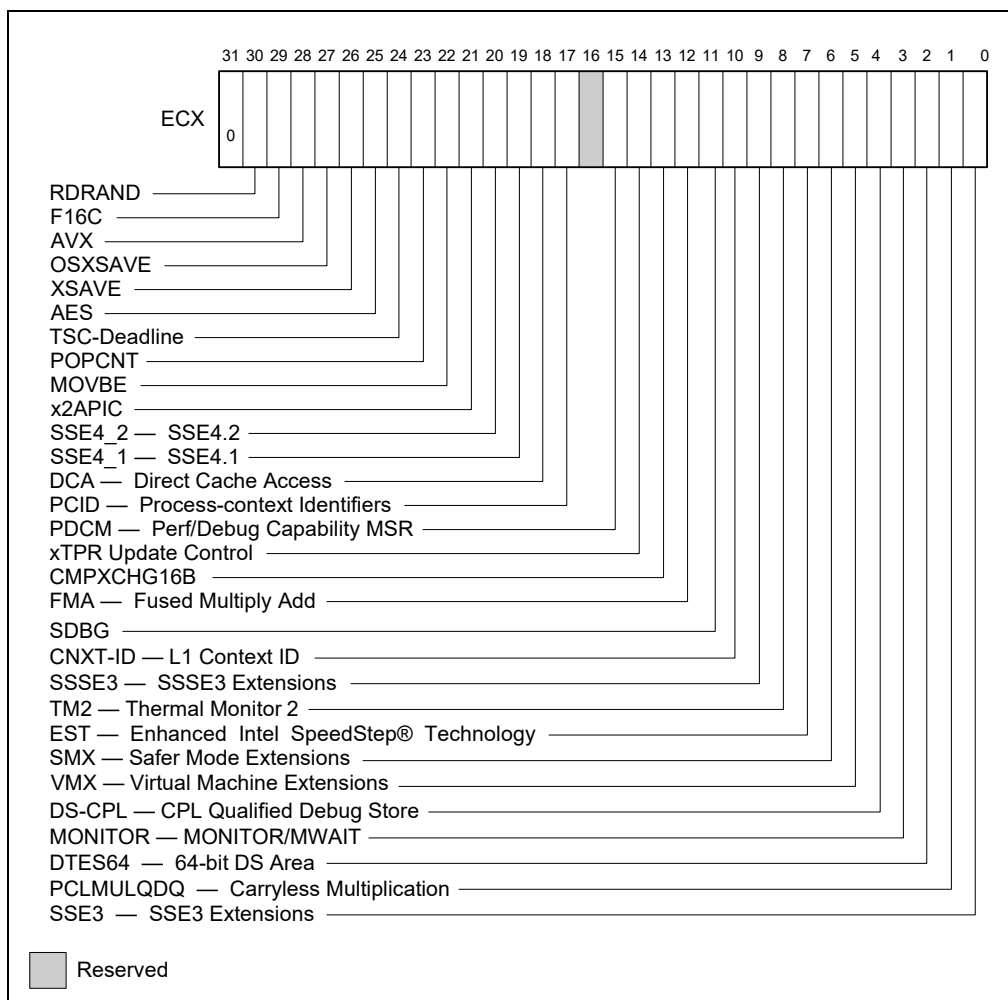 31 30 29 28 27 26 25 24 23 22 21 20 19 18 17 16 15 14 13 12 11 10 9 8 7 6 5 4 3 2 1 0
ECX
0
RDRAND
F16C
AVX
OSXSAVE
XSAVE
AES
TSC-Deadline
POPCNT
MOVBE
x2APIC
SSE4_2 — SSE4.2
SSE4_1 — SSE4.1
DCA — Direct Cache Access
PCID — Process-context Identifiers
PDCM — Perf/Debug Capability MSR
xTPR Update Control
CMPXCHG16B
FMA — Fused Multiply Add
SDBG
CNXT-ID — L1 Context ID
SSSE3 — SSSE3 Extensions
TM2 — Thermal Monitor 2
EST — Enhanced Intel SpeedStep® Technology
SMX — Safer Mode Extensions
VMX — Virtual Machine Extensions
DS-CPL — CPL Qualified Debug Store
MONITOR — MONITOR/MWAIT
DTES64 — 64-bit DS Area
PCLMULQDQ — Carryless Multiplication
SSE3 — SSE3 Extensions
Reserved